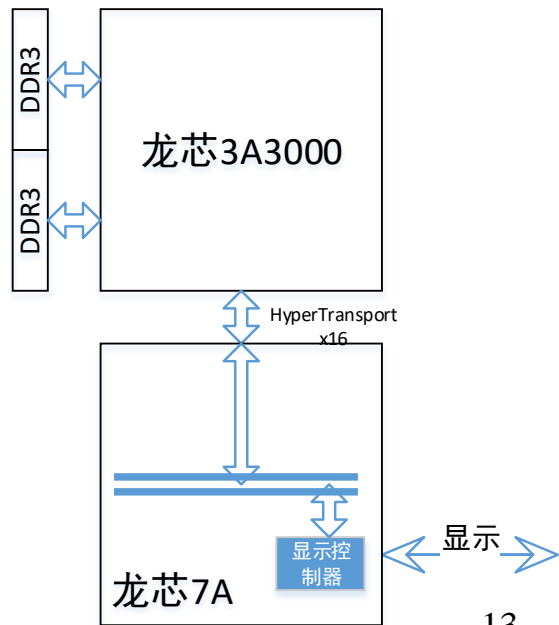 DDR3
龙芯3A3000
DDR3
HyperTransport
x16
显示控
制器
显示
龙芯7A
13